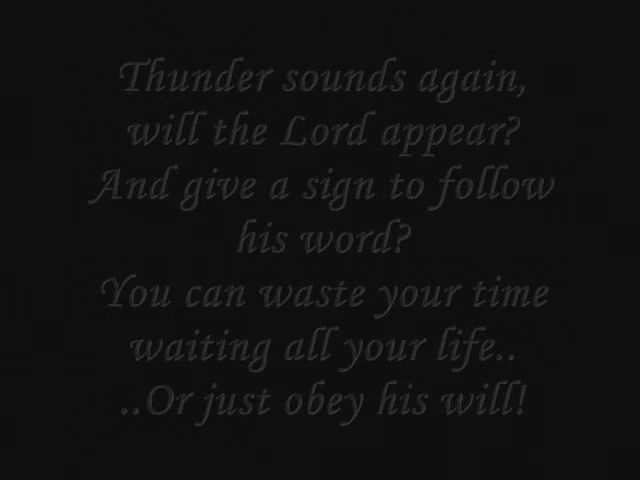 Thunder sounds again,
will the Lord appear?
And give a sign to follow
his word?
You can waste your time
waiting all your life..
..Or just obey his will!